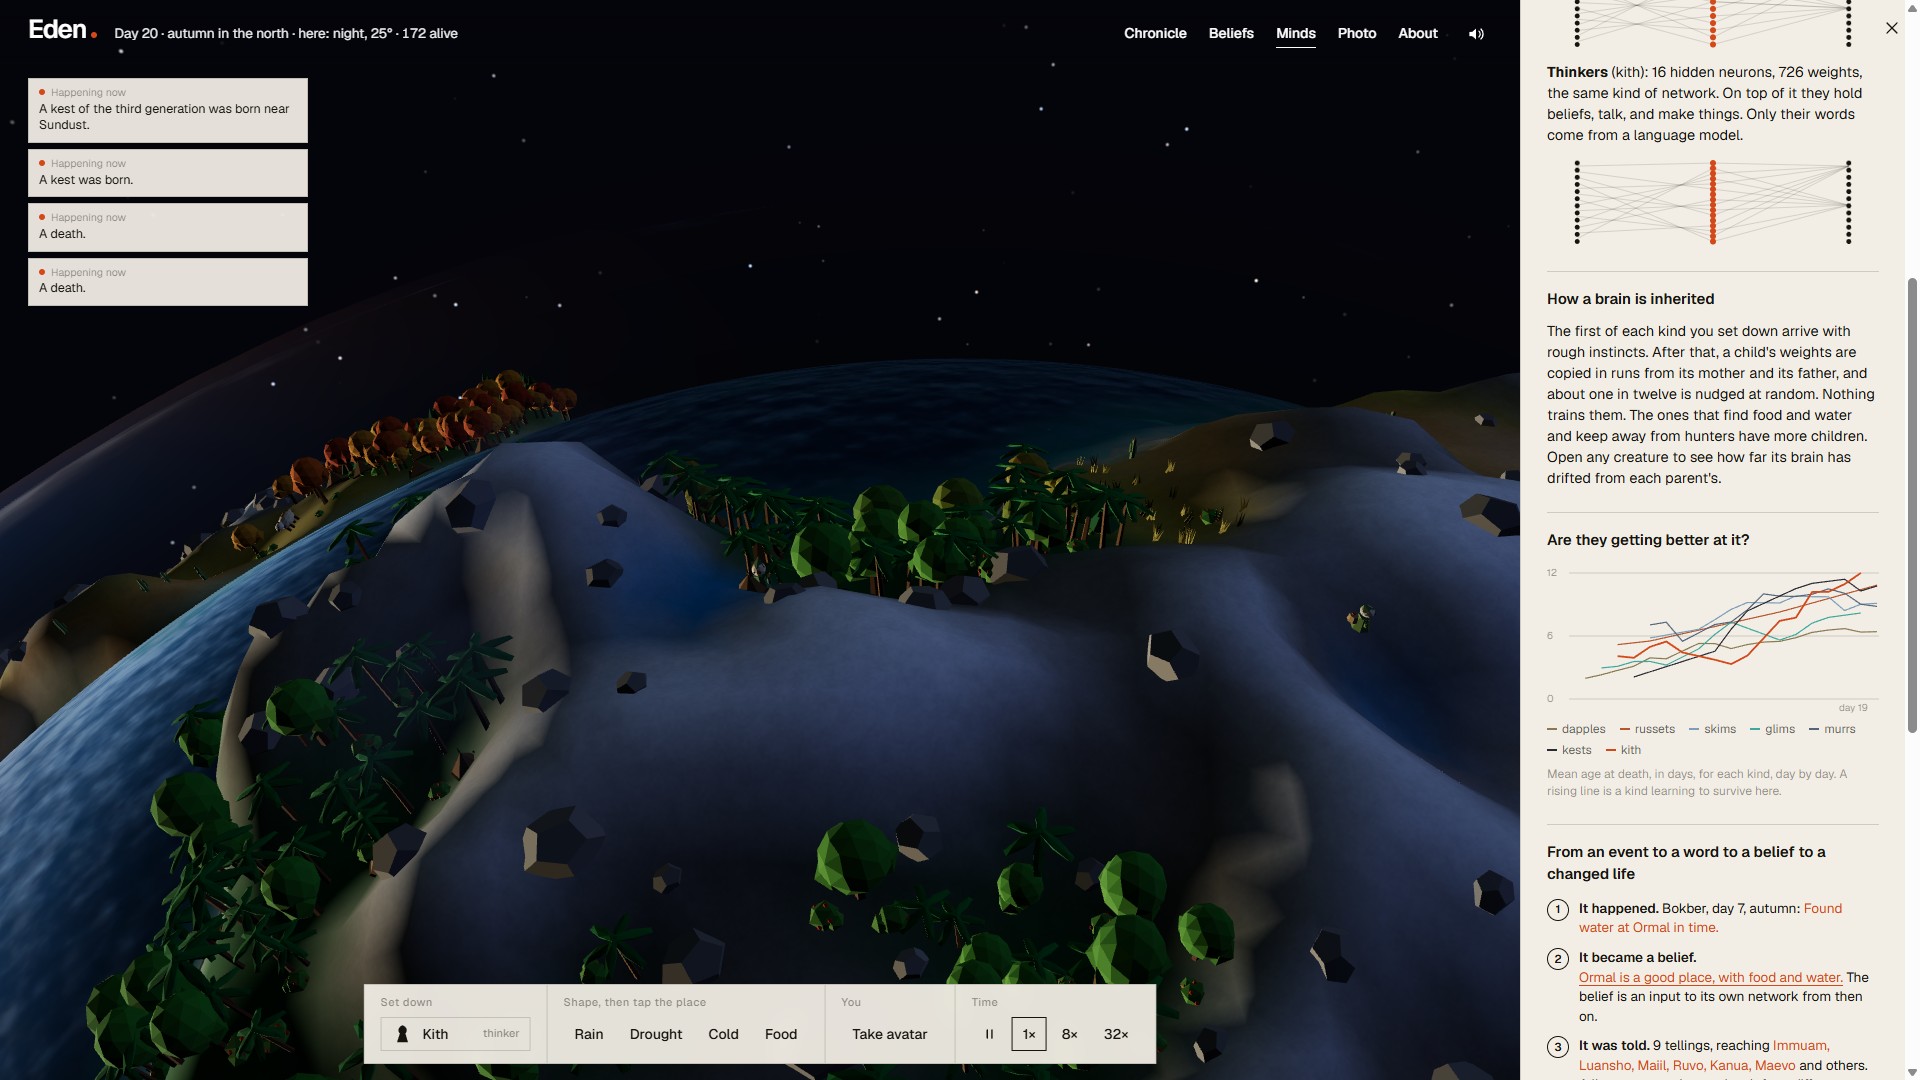 Eden.
Day 20 · autumn in the north · here: night, 25° · 172 alive
Chronicle
Beliefs
Minds
Photo
About
Happening now
A kest of the third generation was born near
Sundust.
Happening now
A kest was born.
Happening now
A death.
Happening now
A death.
Set down
Kith
thinker
Shape, then tap the place
Rain
Drought
Cold
Food
You
Take avatar
Time
1×
8×
32×
Thinkers (kith): 16 hidden neurons, 726 weights,
the same kind of network. On top of it they hold
beliefs, talk, and make things. Only their words
come from a language model.
How a brain is inherited
The first of each kind you set down arrive with
rough instincts. After that, a child's weights are
copied in runs from its mother and its father, and
about one in twelve is nudged at random. Nothing
trains them. The ones that find food and water
and keep away from hunters have more children.
Open any creature to see how far its brain has
drifted from each parent's.
Are they getting better at it?
12
6
0
day 19
dapples
russets
skims
glims
murrs
kests
kith
Mean age at death, in days, for each kind, day by day. A
rising line is a kind learning to survive here.
From an event to a word to a belief to a
changed life
1
It happened. Bokber, day 7, autumn: Found
water at Ormal in time.
2
It became a belief.
Ormal is a good place, with food and water. The
belief is an input to its own network from then
on.
3
It was told. 9 tellings, reaching Immuam,
Luansho, Maiil, Ruvo, Kanua, Maevo and others.